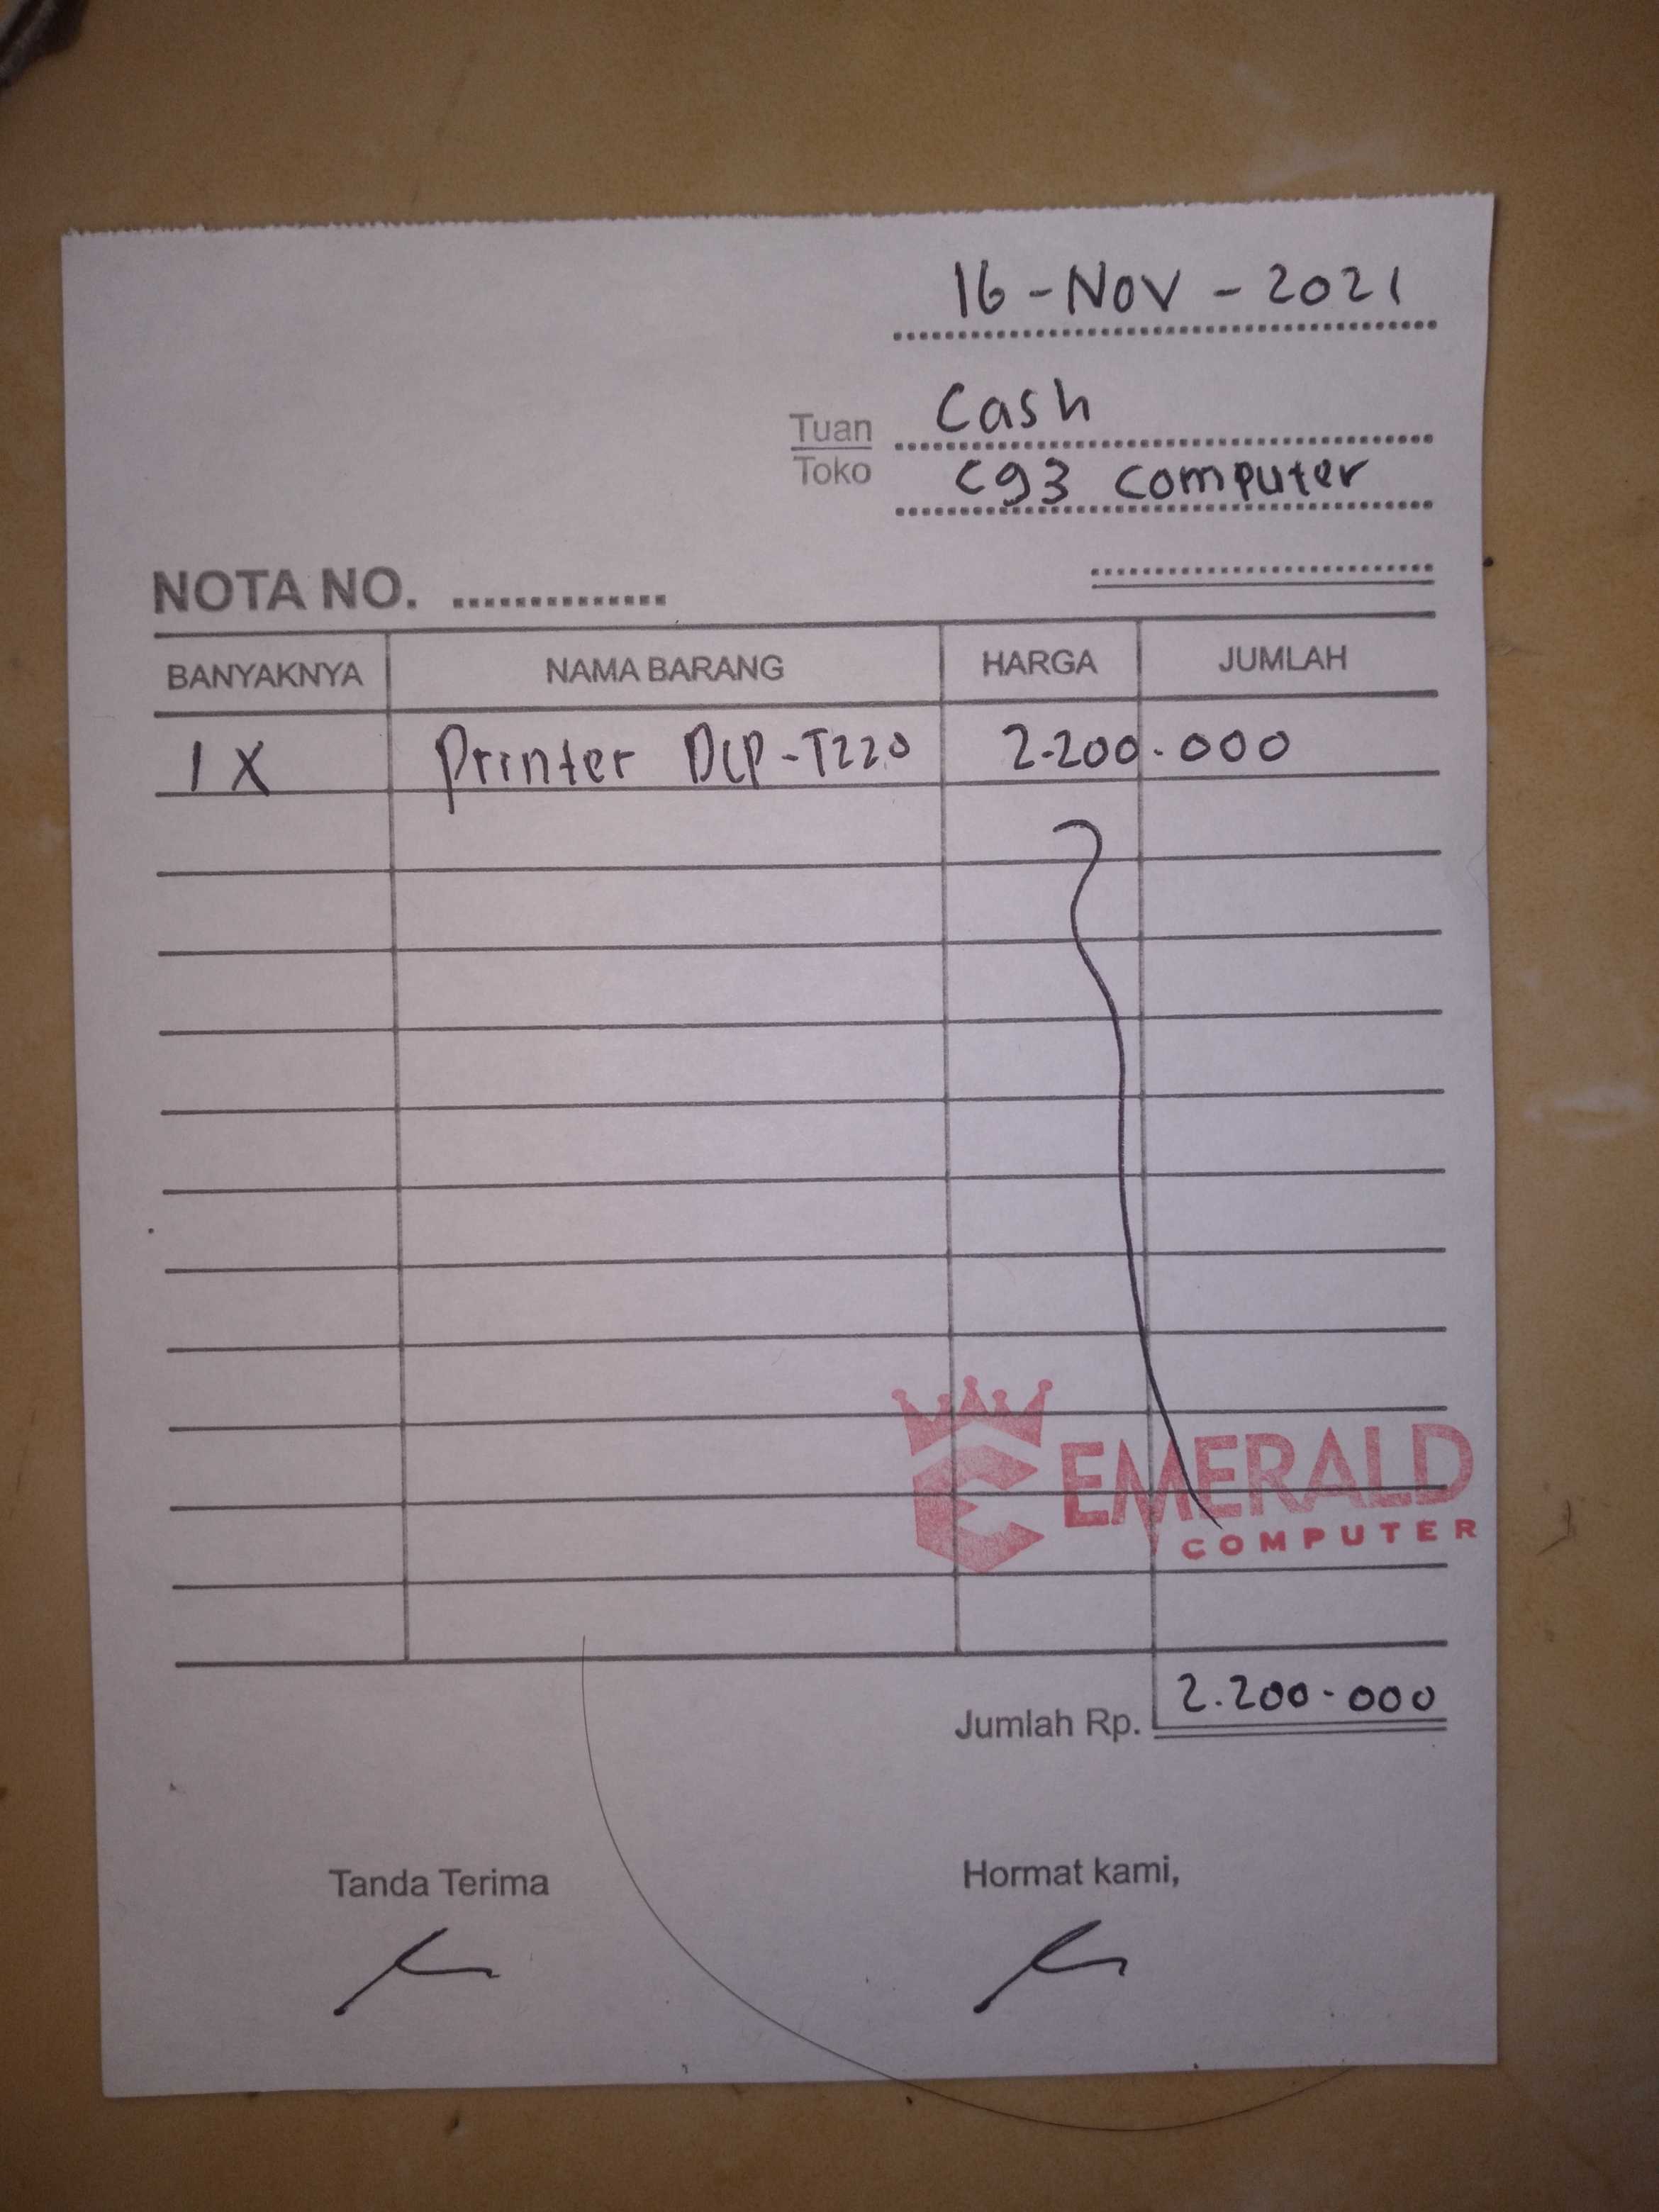 16-Nov-2021
Tuan Cash
Toko cg3 computer
NOTA NO. ..............
BANYAKNYA NAMA BARANG HARGA JUMLAH
1 X Printer DCP-T220 2.200.000
EMERALD
COMPUTER
Jumlah Rp. 2.200.000
Tanda Terima Hormat kami,